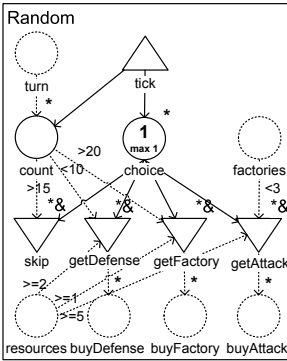 Random
turn
tick
*
*
1
max 1
>20
count
<10
choice
factories
>15
<3
*&
*&
*&
*&
skip
getDefense
getFactory
getAttack
>=2
>=1
>=5
*
*
*
resources
buyDefense
buyFactory
buyAttack